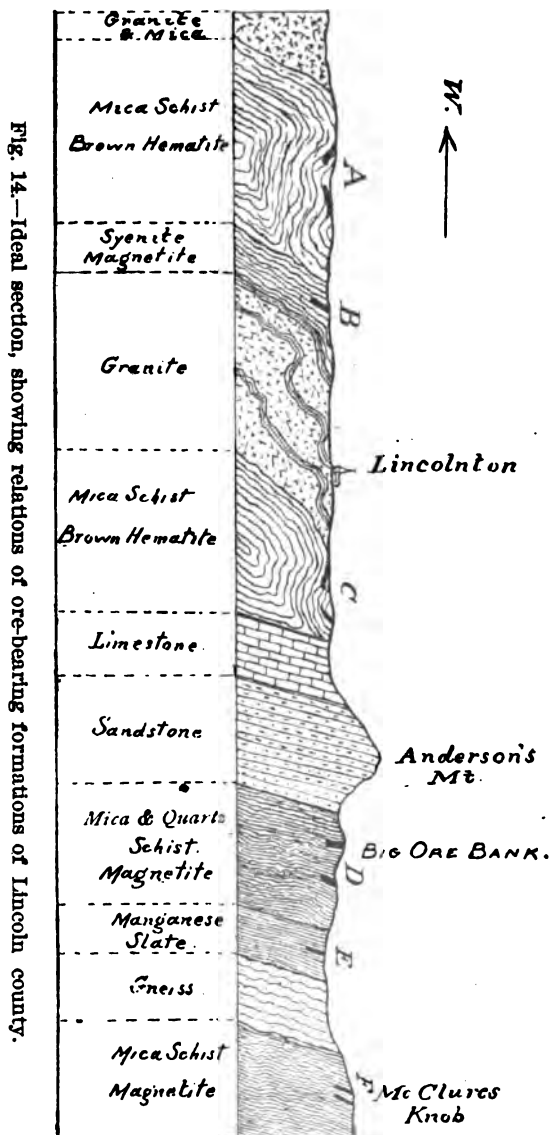 Granite
& Mica
Mica Schist
Brown Hematite
Syenite
Magnetite
Granite
Mica Schist
Brown Hematite
Limestone
Sandstone
Mica & Quartz
Schist.
Magnetite
Manganese
Slate
Gneiss
Mica Schist
Magnetite
W.
A
B
Lincolnton
C
Anderson's
Mt.
BIG ORE BANK.
D
E
F
McClures
Knob
Fig. 14.—Ideal section, showing relations of ore-bearing formations of Lincoln county.